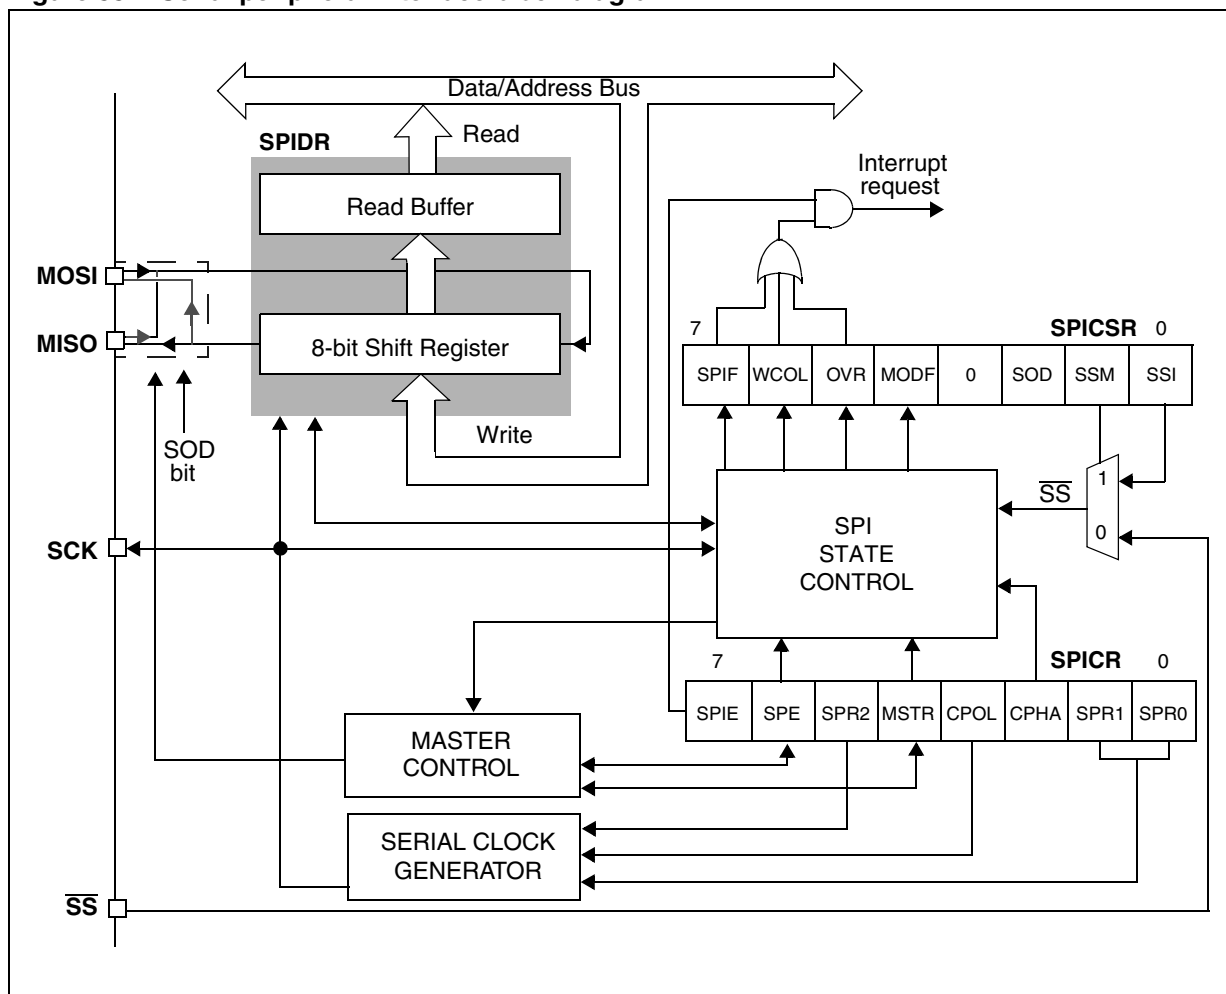 Data/Address Bus
SPIDR
Read
Read Buffer
Interrupt
request
MOSI
MISO
8-bit Shift Register
Write
SOD
bit
7
SPICSR 0
SPIF WCOL OVR MODF 0 SOD SSM SSI
SS
1
0
SCK
SPI
STATE
CONTROL
7
SPICR 0
SPIE SPE SPR2 MSTR CPOL CPHA SPR1 SPR0
MASTER
CONTROL
SERIAL CLOCK
GENERATOR
SS